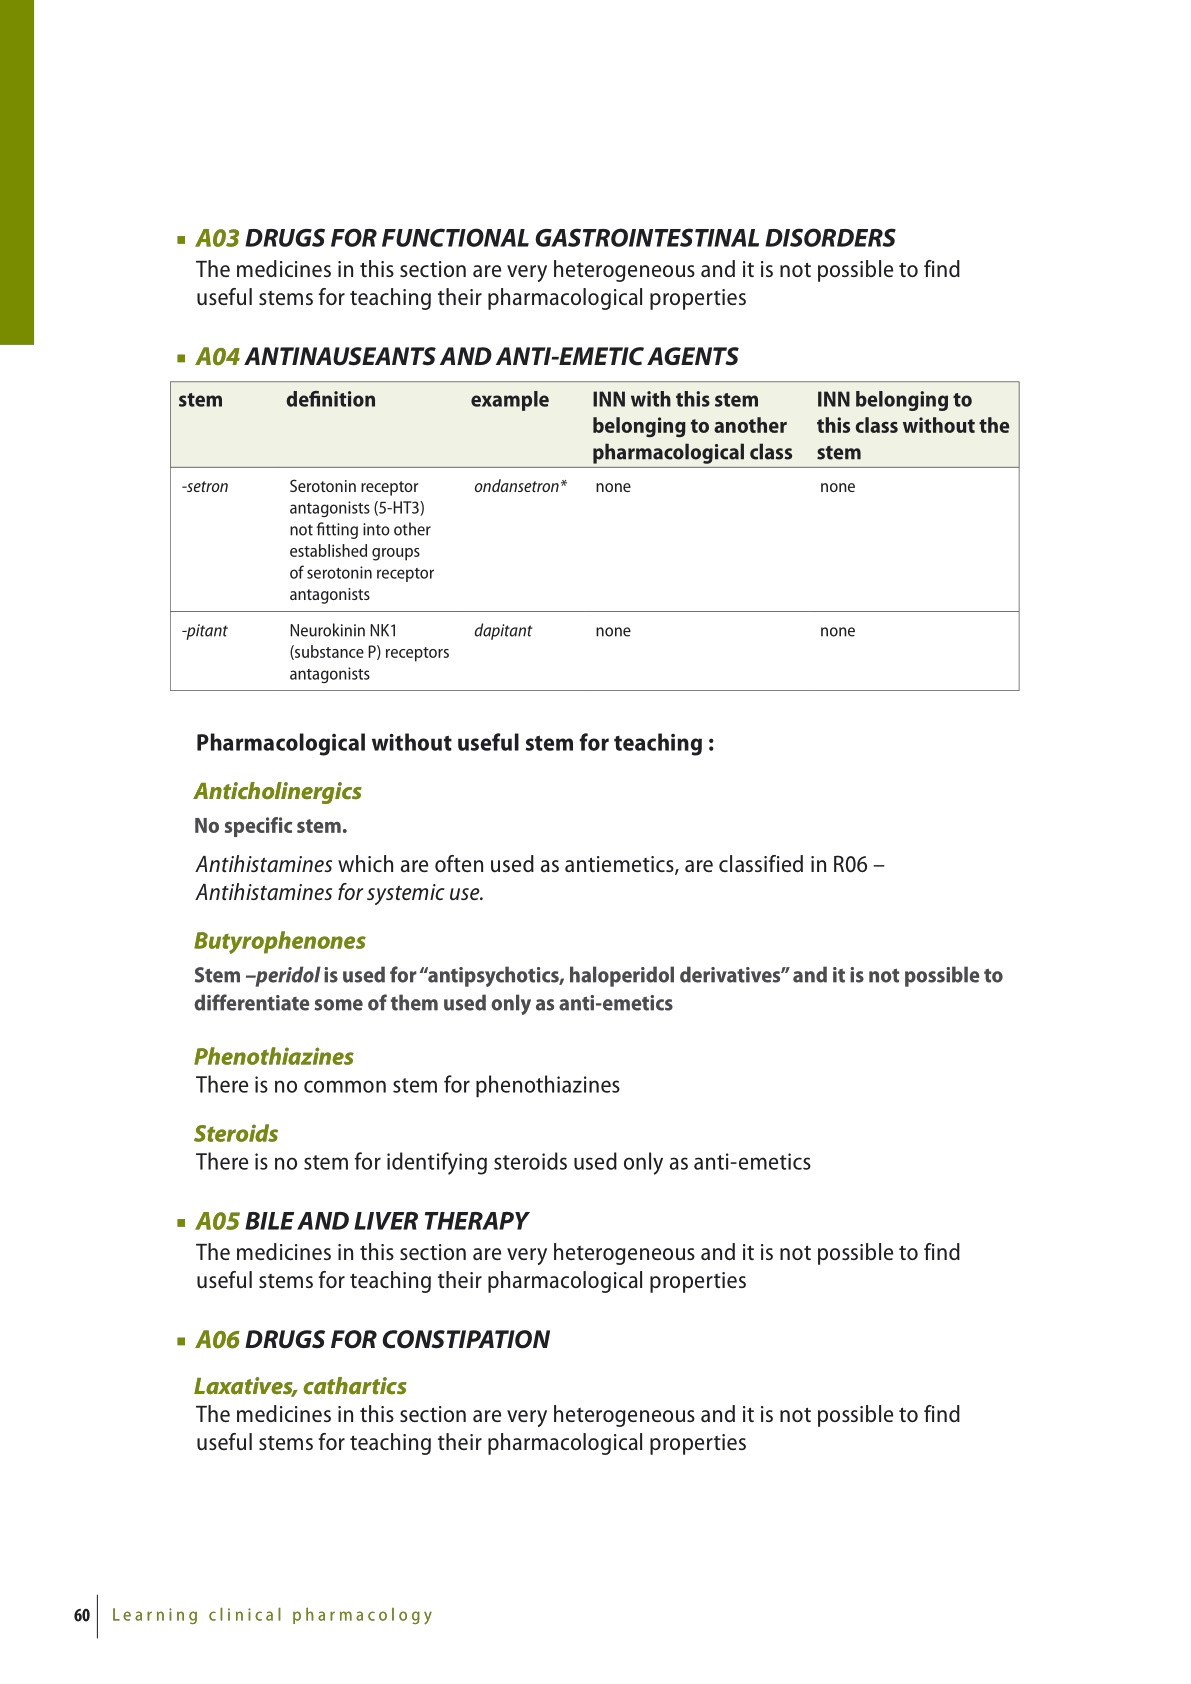 A03 DRUGS FOR FUNCTIONAL GASTROINTESTINAL DISORDERS
The medicines in this section are very heterogeneous and it is not possible to find
useful stems for teaching their pharmacological properties
A04 ANTINAUSEANTS AND ANTI-EMETIC AGENTS
stem definition example INN with this stem INN belonging to
belonging to another this class without the
pharmacological class stem
-setron Serotonin receptor ondansetron* none none
antagonists (5-HT3)
not fitting into other
established groups
of serotonin receptor
antagonists
-pitant Neurokinin NK1 dapitant none none
(substance P) receptors
antagonists
Pharmacological without useful stem for teaching :
Anticholinergics
No specific stem.
Antihistamines which are often used as antiemetics, are classified in R06 –
Antihistamines for systemic use.
Butyrophenones
Stem –peridol is used for “antipsychotics, haloperidol derivatives” and it is not possible to
differentiate some of them used only as anti-emetics
Phenothiazines
There is no common stem for phenothiazines
Steroids
There is no stem for identifying steroids used only as anti-emetics
A05 BILE AND LIVER THERAPY
The medicines in this section are very heterogeneous and it is not possible to find
useful stems for teaching their pharmacological properties
A06 DRUGS FOR CONSTIPATION
Laxatives, cathartics
The medicines in this section are very heterogeneous and it is not possible to find
useful stems for teaching their pharmacological properties
60 Learning clinical pharmacology